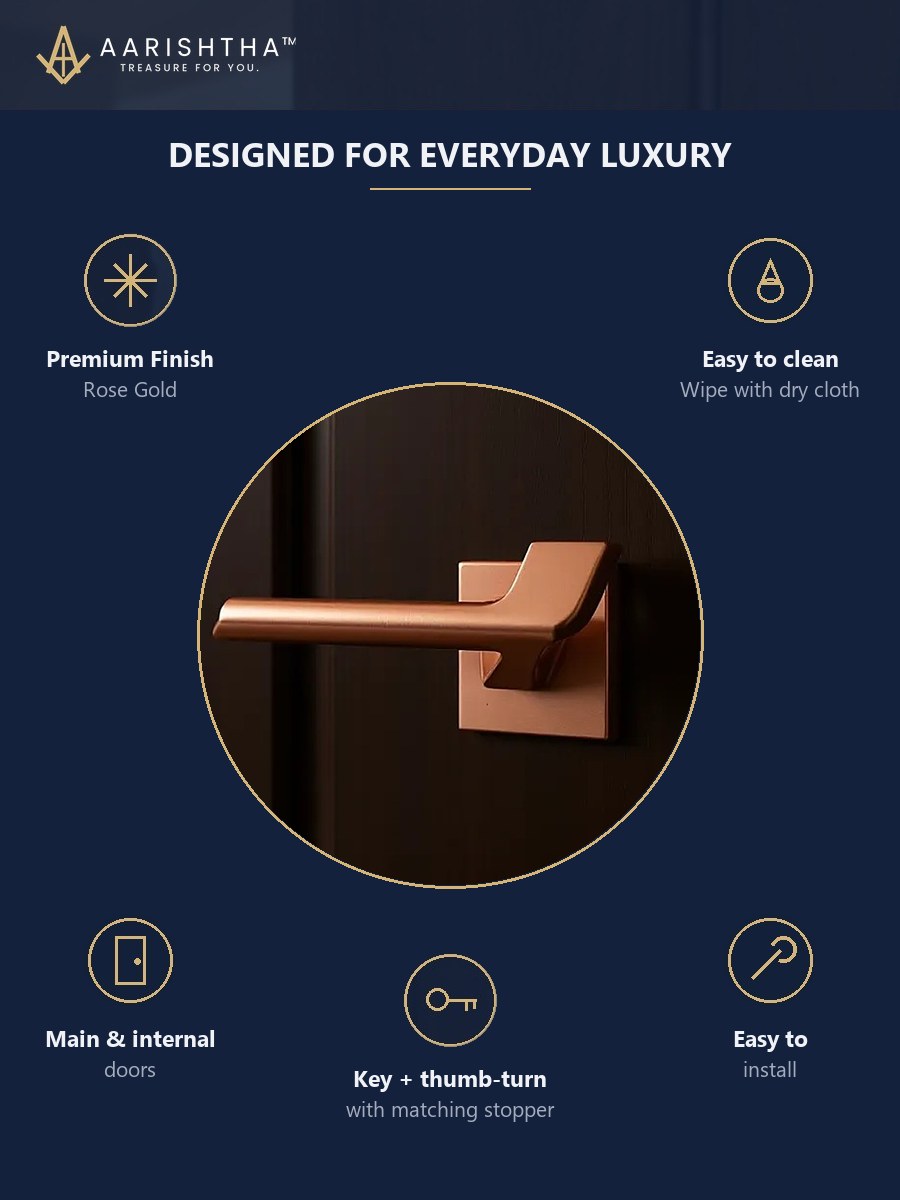 AARISHTHA™
TREASURE FOR YOU.
DESIGNED FOR EVERYDAY LUXURY
Premium Finish
Rose Gold
Easy to clean
Wipe with dry cloth
Main & internal
doors
Key + thumb-turn
with matching stopper
Easy to
install